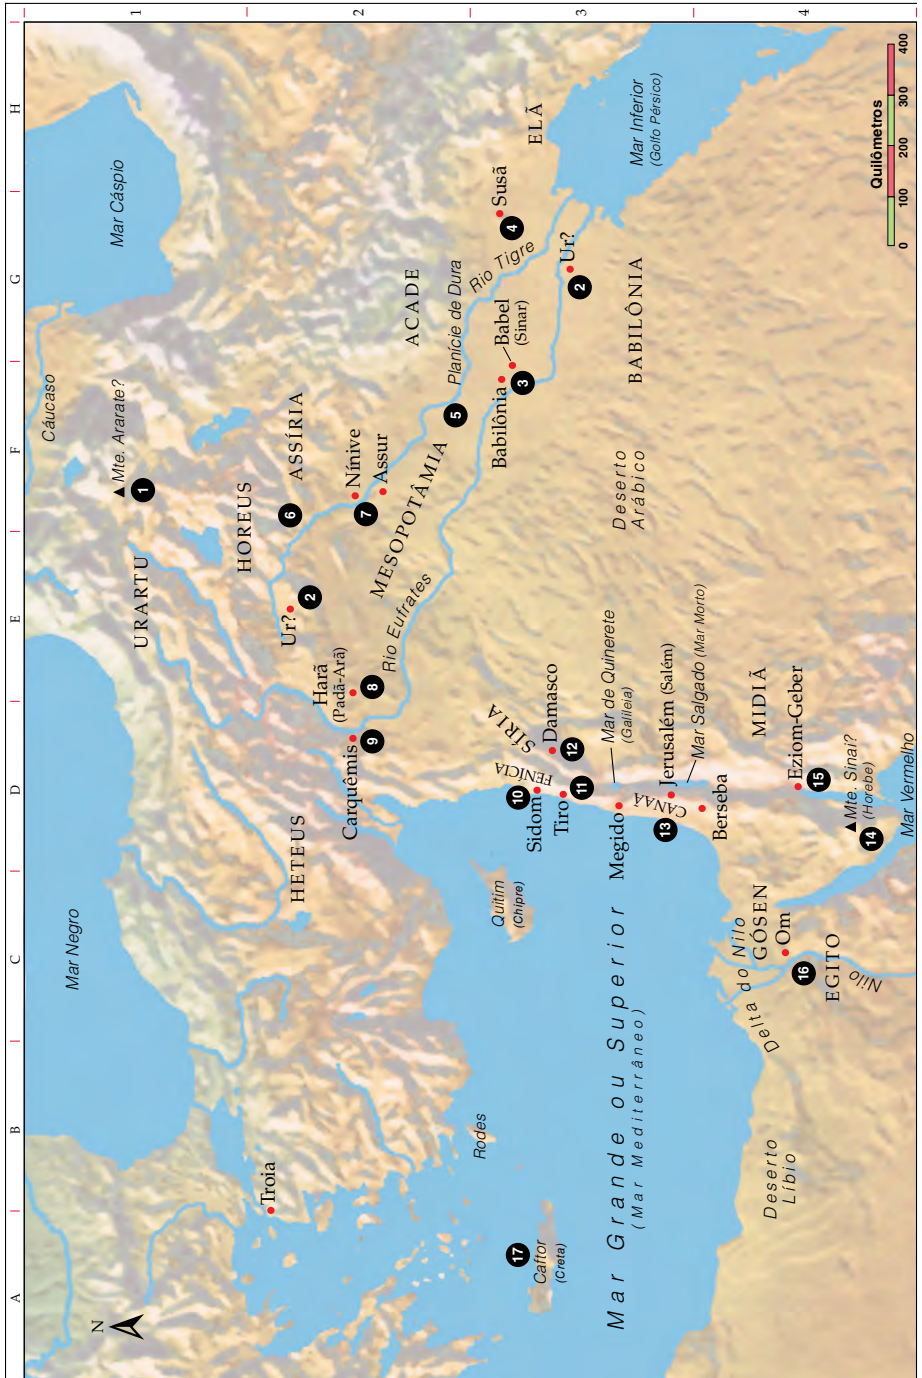 A
B
C
D
E
F
G
H
1
2
3
4
N
Mar Negro
Cáucaso
Mar Cáspio
URARTU
Mte. Ararate?
1
HOREUS
ASSÍRIA
6
Troia
HETEUS
Ur?
2
Nínive
7
Assur
ACADE
Harã
(Padã-Arã)
8
Carquêmis
9
MESOPOTÂMIA
Rio Eufrates
5
Planície de Dura
Rio Tigre
Susã
4
ELÃ
Babel
(Sinar)
Babilônia
3
Ur?
2
BABILÔNIA
Mar Inferior
(Golfo Pérsico)
Rodes
17
Caftor
(Creta)
Quitim
(Chipre)
SÍRIA
FENÍCIA
10
Sidom
Tiro
11
Damasco
12
Mar de Quinerete
(Galileia)
Megido
CANAÃ
13
Jerusalém (Salém)
Mar Salgado (Mar Morto)
Berseba
Deserto
Arábico
Mar Grande ou Superior
(Mar Mediterrâneo)
Deserto
Líbio
Delta do Nilo
GÓSEN
Om
16
EGITO
Nilo
MIDIÃ
Eziom-Geber
15
Mte. Sinai?
(Horebe)
14
Mar Vermelho
Quilômetros
0 100 200 300 400